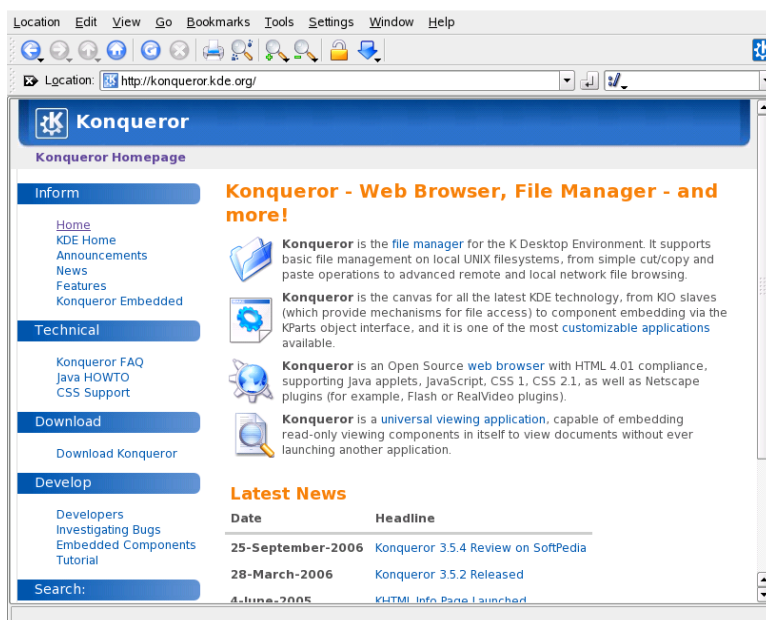 Location Edit View Go Bookmarks Tools Settings Window Help
Location: http://konqueror.kde.org/
Konqueror
Konqueror Homepage
Inform
Home
KDE Home
Announcements
News
Features
Konqueror Embedded
Technical
Konqueror FAQ
Java HOWTO
CSS Support
Download
Download Konqueror
Develop
Developers
Investigating Bugs
Embedded Components
Tutorial
Search:
Konqueror - Web Browser, File Manager - and
more!
Konqueror is the file manager for the K Desktop Environment. It supports
basic file management on local UNIX filesystems, from simple cut/copy and
paste operations to advanced remote and local network file browsing.
Konqueror is the canvas for all the latest KDE technology, from KIO slaves
(which provide mechanisms for file access) to component embedding via the
KParts object interface, and it is one of the most customizable applications
available.
Konqueror is an Open Source web browser with HTML 4.01 compliance,
supporting Java applets, JavaScript, CSS 1, CSS 2.1, as well as Netscape
plugins (for example, Flash or RealVideo plugins).
Konqueror is a universal viewing application, capable of embedding
read-only viewing components in itself to view documents without ever
launching another application.
Latest News
Date Headline
25-September-2006 Konqueror 3.5.4 Review on SoftPedia
28-March-2006 Konqueror 3.5.2 Released
4-June-2005 KHTML Info Page Launched